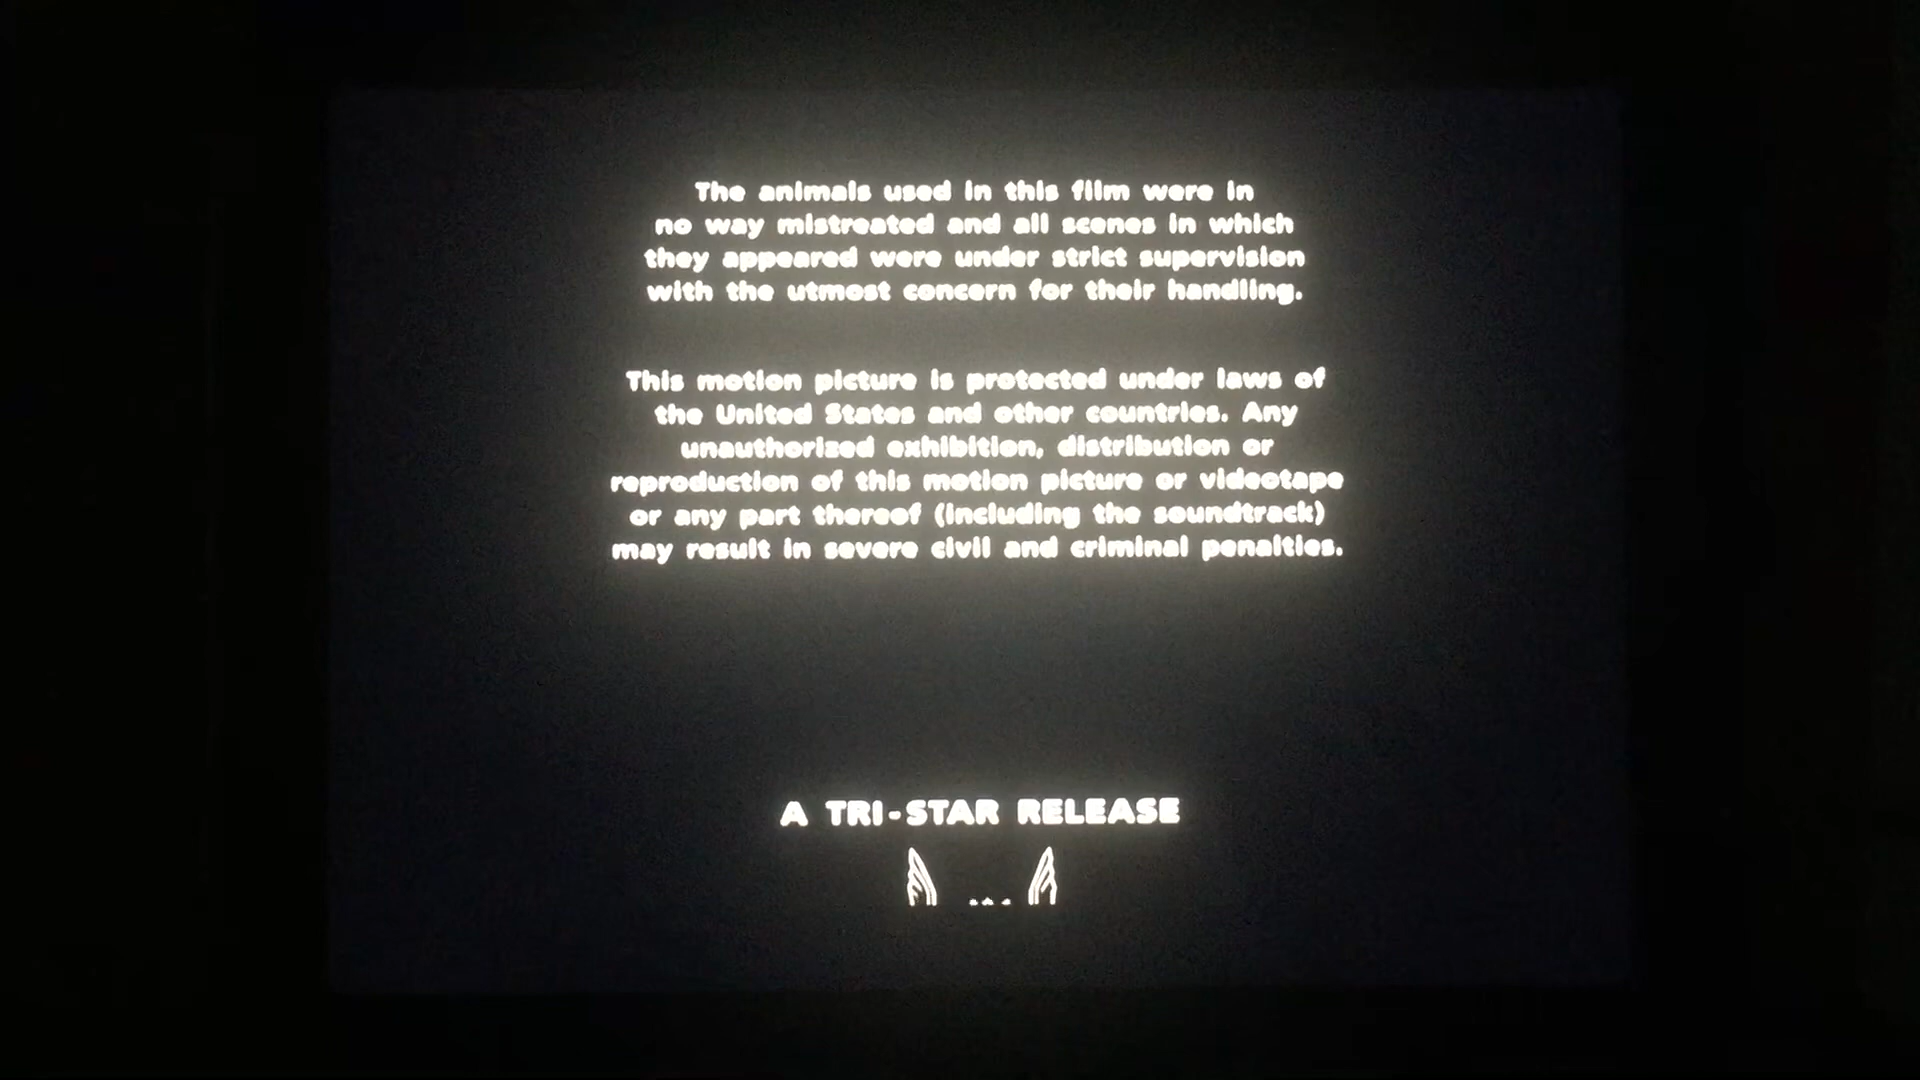 The animals used in this film were in
no way mistreated and all scenes in which
they appeared were under strict supervision
with the utmost concern for their handling.
This motion picture is protected under laws of
the United States and other countries. Any
unauthorized exhibition, distribution or
reproduction of this motion picture or videotape
or any part thereof (including the soundtrack)
may result in severe civil and criminal penalties.
A TRI-STAR RELEASE